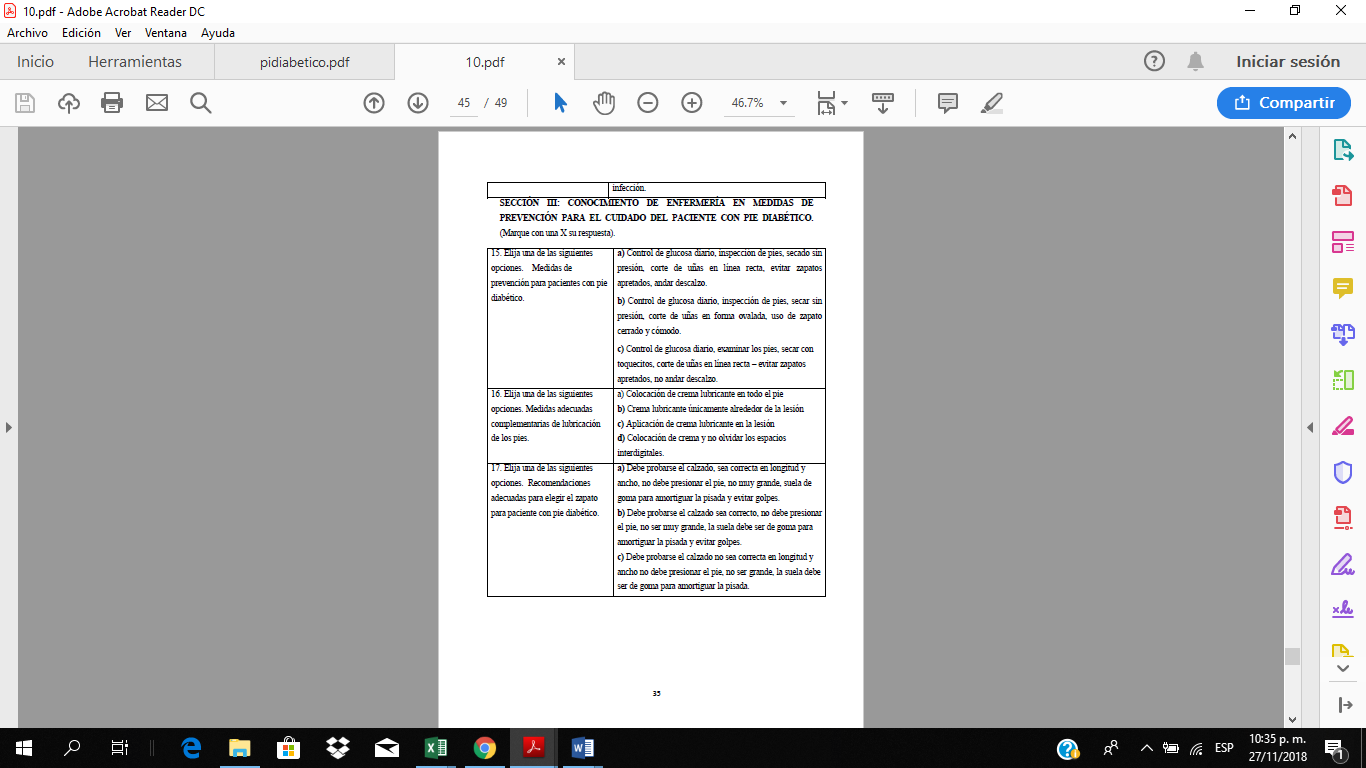 10.pdf - Adobe Acrobat Reader DC
Archivo Edición Ver Ventana Ayuda
Inicio Herramientas pidiabetico.pdf 10.pdf Iniciar sesión
45 / 49 46.7% Compartir
infección.
SECCIÓN III: CONOCIMIENTO DE ENFERMERÍA EN MEDIDAS DE
PREVENCIÓN PARA EL CUIDADO DEL PACIENTE CON PIE DIABÉTICO.
(Marque con una X su respuesta).
15. Elija una de las siguientes
opciones. Medidas de
prevención para pacientes con pie
diabético.
a) Control de glucosa diario, inspección de pies, secado sin
presión, corte de uñas en línea recta, evitar zapatos
apretados, andar descalzo.
b) Control de glucosa diario, inspección de pies, secar sin
presión, corte de uñas en forma ovalada, uso de zapato
cerrado y cómodo.
c) Control de glucosa diario, examinar los pies, secar con
toquecitos, corte de uñas en línea recta – evitar zapatos
apretados, no andar descalzo.
16. Elija una de las siguientes
opciones. Medidas adecuadas
complementarias de lubricación
de los pies.
a) Colocación de crema lubricante en todo el pie
b) Crema lubricante únicamente alrededor de la lesión
c) Aplicación de crema lubricante en la lesión
d) Colocación de crema y no olvidar los espacios
interdigitales.
17. Elija una de las siguientes
opciones. Recomendaciones
adecuadas para elegir el zapato
para paciente con pie diabético.
a) Debe probarse el calzado, sea correcta en longitud y
ancho, no debe presionar el pie, no muy grande, suela de
goma para amortiguar la pisada y evitar golpes.
b) Debe probarse el calzado sea correcto, no debe presionar
el pie, no ser muy grande, la suela debe ser de goma para
amortiguar la pisada y evitar golpes.
c) Debe probarse el calzado no sea correcta en longitud y
ancho no debe presionar el pie, no ser grande, la suela debe
ser de goma para amortiguar la pisada.
35
ESP
10:35 p. m.
27/11/2018
1